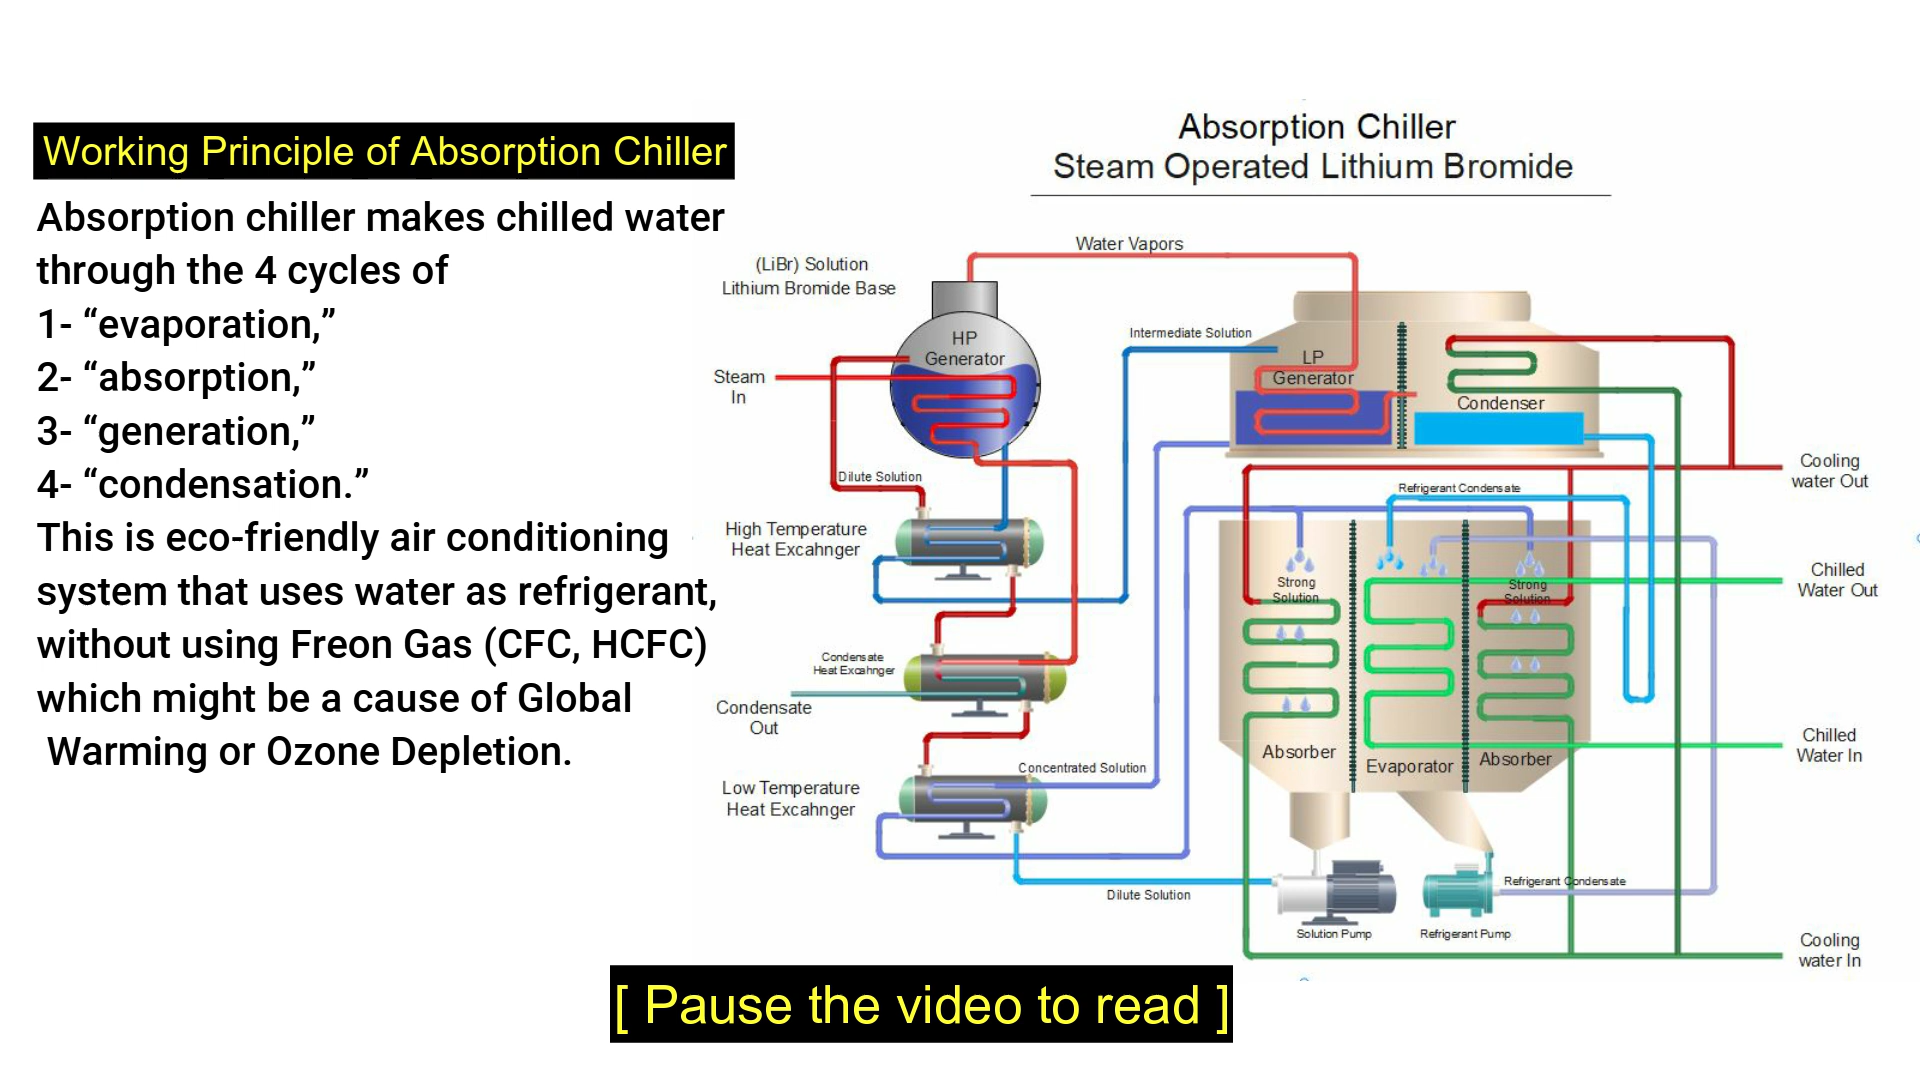 Working Principle of Absorption Chiller
Absorption chiller makes chilled water
through the 4 cycles of
1- “evaporation,”
2- “absorption,”
3- “generation,”
4- “condensation.”
This is eco-friendly air conditioning
system that uses water as refrigerant,
without using Freon Gas (CFC, HCFC)
which might be a cause of Global
Warming or Ozone Depletion.
Absorption Chiller
Steam Operated Lithium Bromide
Water Vapors
(LiBr) Solution
Lithium Bromide Base
HP
Generator
Steam
In
Intermediate Solution
LP
Generator
Condenser
Dilute Solution
High Temperature
Heat Excahnger
Cooling
water Out
Refrigerant Condensate
Strong
Solution
Strong
Solution
Chilled
Water Out
Condensate
Heat Excahnger
Condensate
Out
Absorber
Evaporator
Absorber
Chilled
Water In
Concentrated Solution
Low Temperature
Heat Excahnger
Dilute Solution
Solution Pump
Refrigerant Condensate
Refrigerant Pump
Cooling
water In
[ Pause the video to read ]